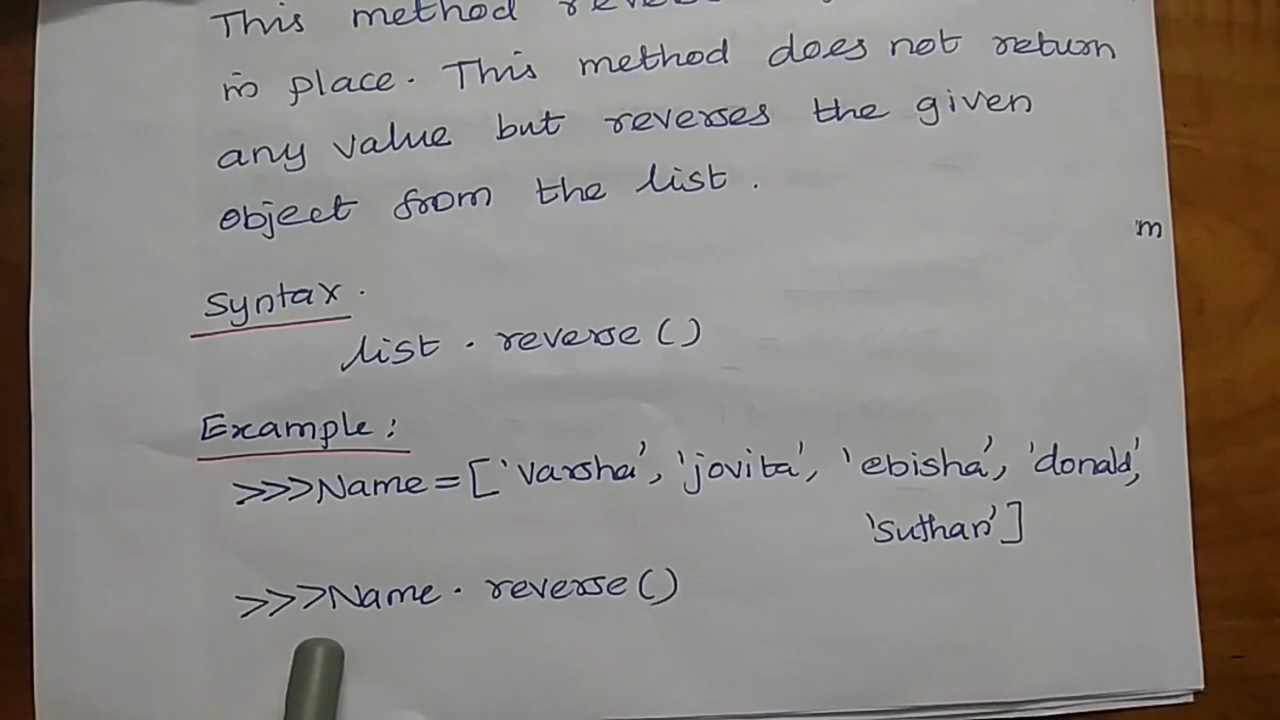 This method
in place. This method does not return
any value but reverses the given
object from the list.
m
Syntax.
list. reverse()
Example:
>>>Name=['varsha', 'jovita', 'ebisha', 'donald',
'suthan']
>>>Name. reverse()